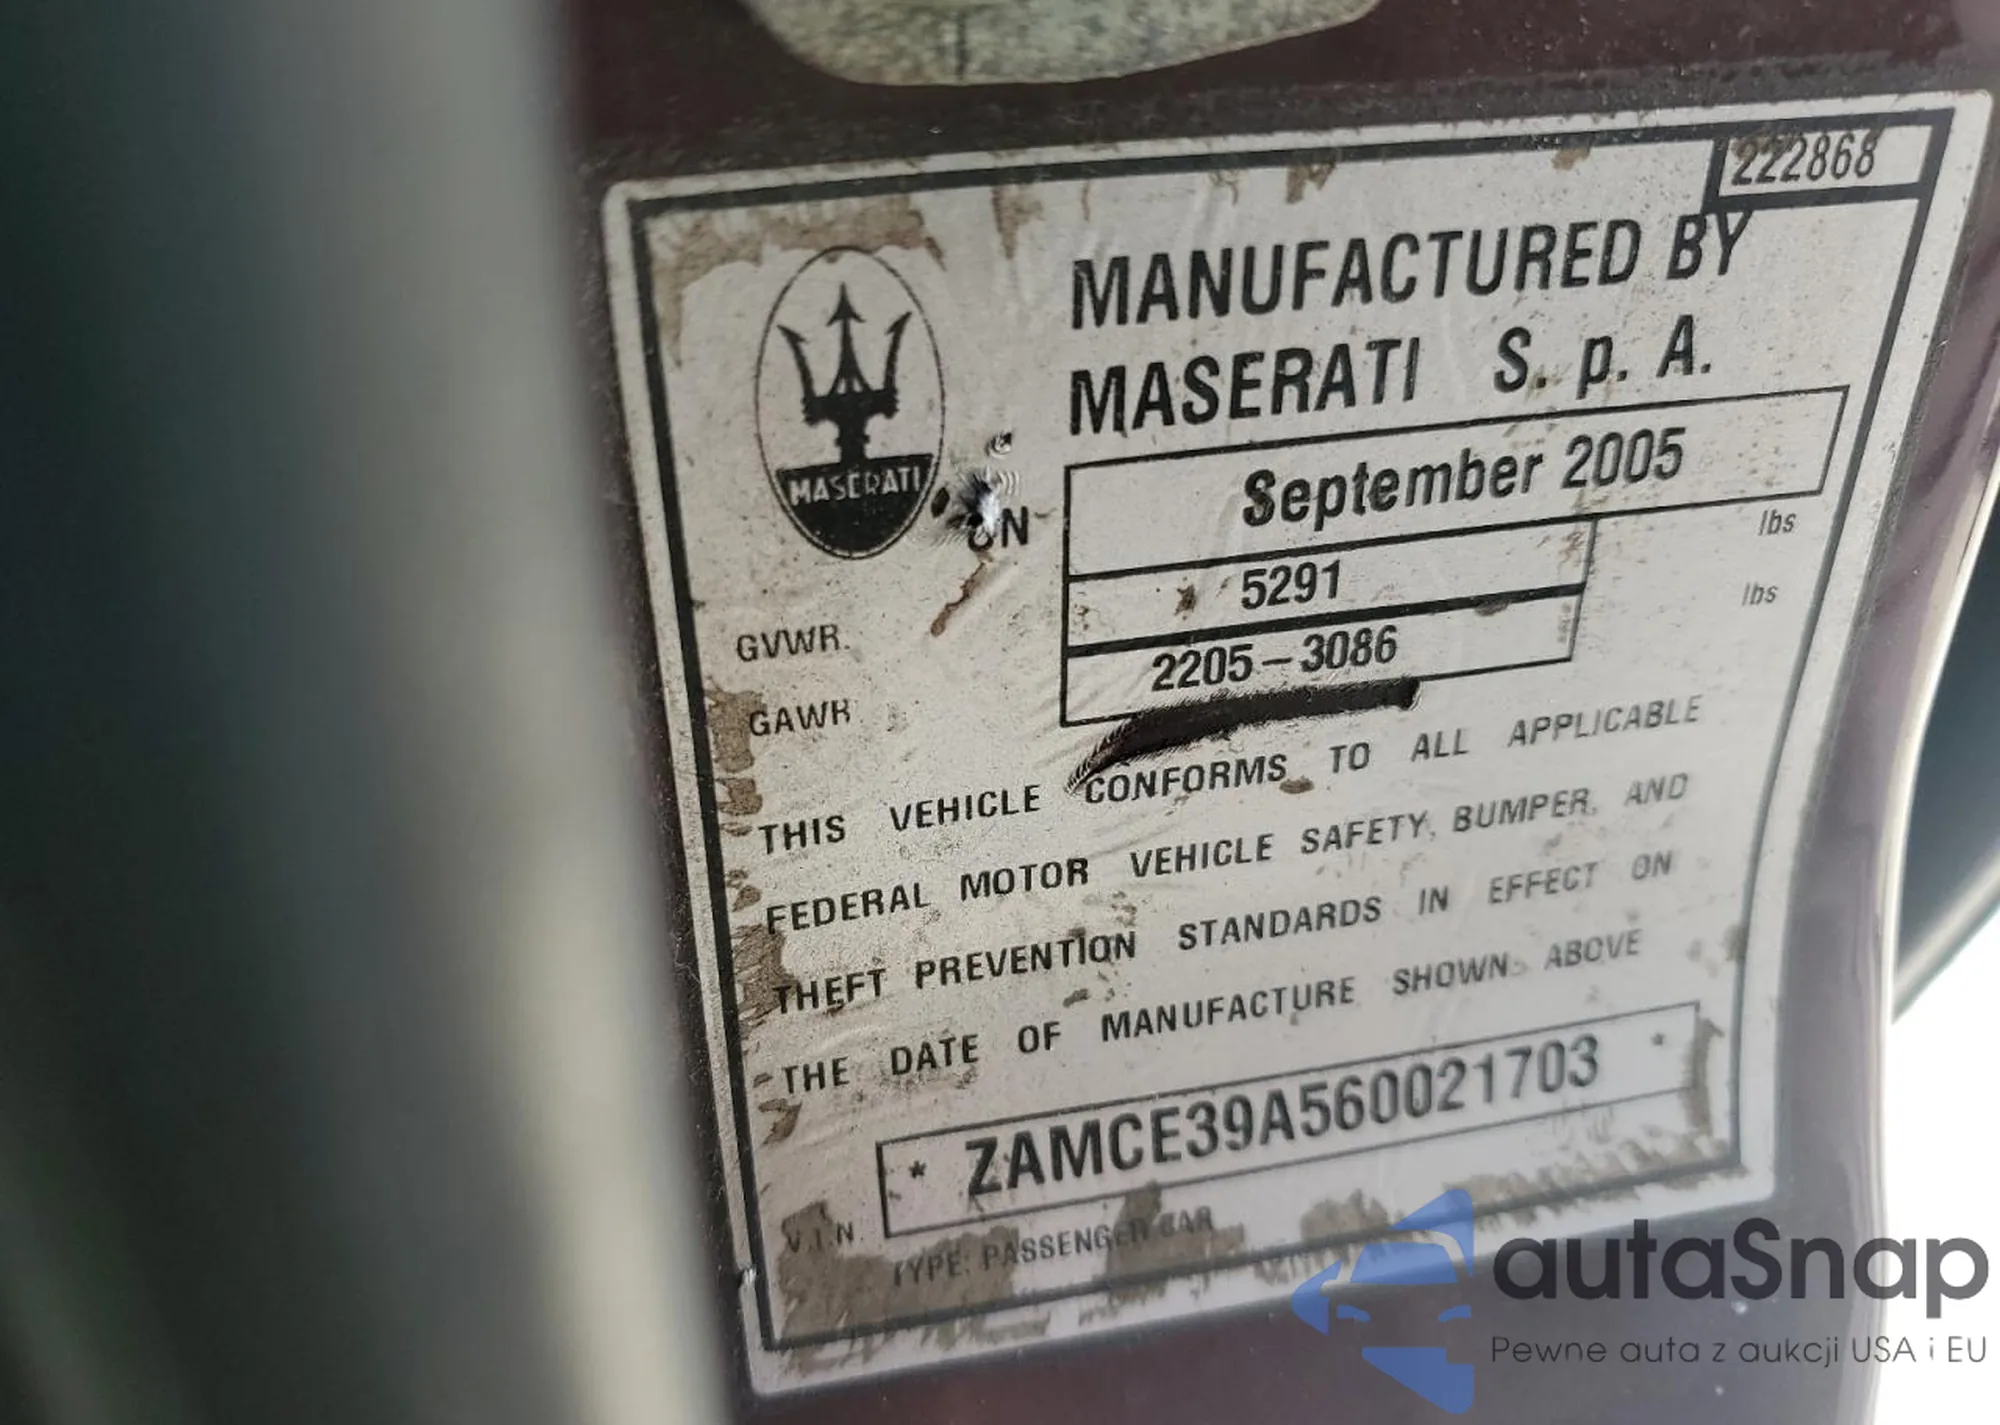 222868
MANUFACTURED BY
MASERATI S. p. A.
MASERATI
ON
September 2005
lbs
GVWR.
5291
lbs
GAWR
2205-3086
THIS VEHICLE CONFORMS TO ALL APPLICABLE
FEDERAL MOTOR VEHICLE SAFETY, BUMPER, AND
THEFT PREVENTION STANDARDS IN EFFECT ON
THE DATE OF MANUFACTURE SHOWN ABOVE
V.I.N.
* ZAMCE39A560021703 *
TYPE: PASSENGER CAR
autaSnap
Pewne auta z aukcji USA i EU